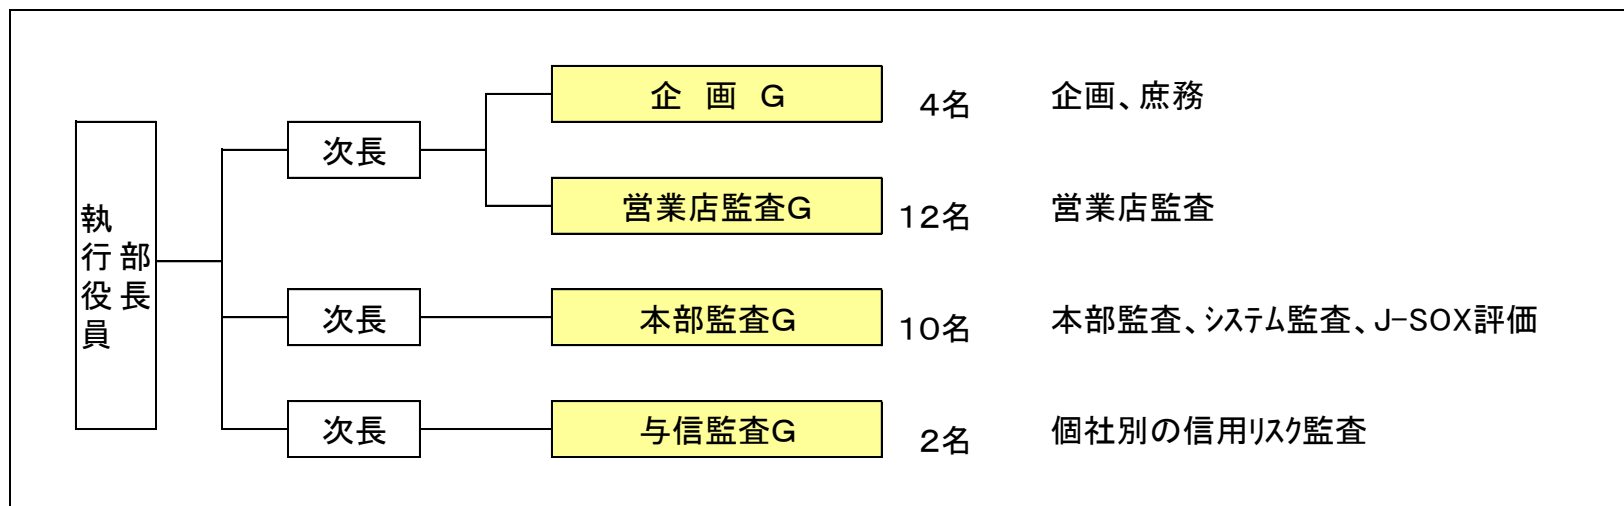 執行役員
部長
次長
企　画　G
4名
企画、庶務
営業店監査G
12名
営業店監査
次長
本部監査G
10名
本部監査、システム監査、J-SOX評価
次長
与信監査G
2名
個社別の信用リスク監査